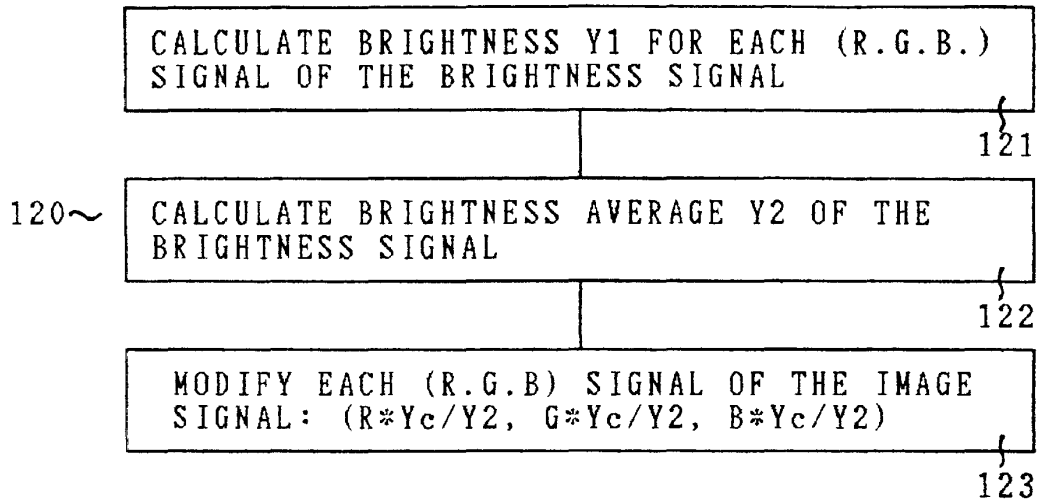 CALCULATE BRIGHTNESS Y1 FOR EACH (R.G.B.)
SIGNAL OF THE BRIGHTNESS SIGNAL
121
120~
CALCULATE BRIGHTNESS AVERAGE Y2 OF THE
BRIGHTNESS SIGNAL
122
MODIFY EACH (R.G.B) SIGNAL OF THE IMAGE
SIGNAL: (R*Yc/Y2, G*Yc/Y2, B*Yc/Y2)
123